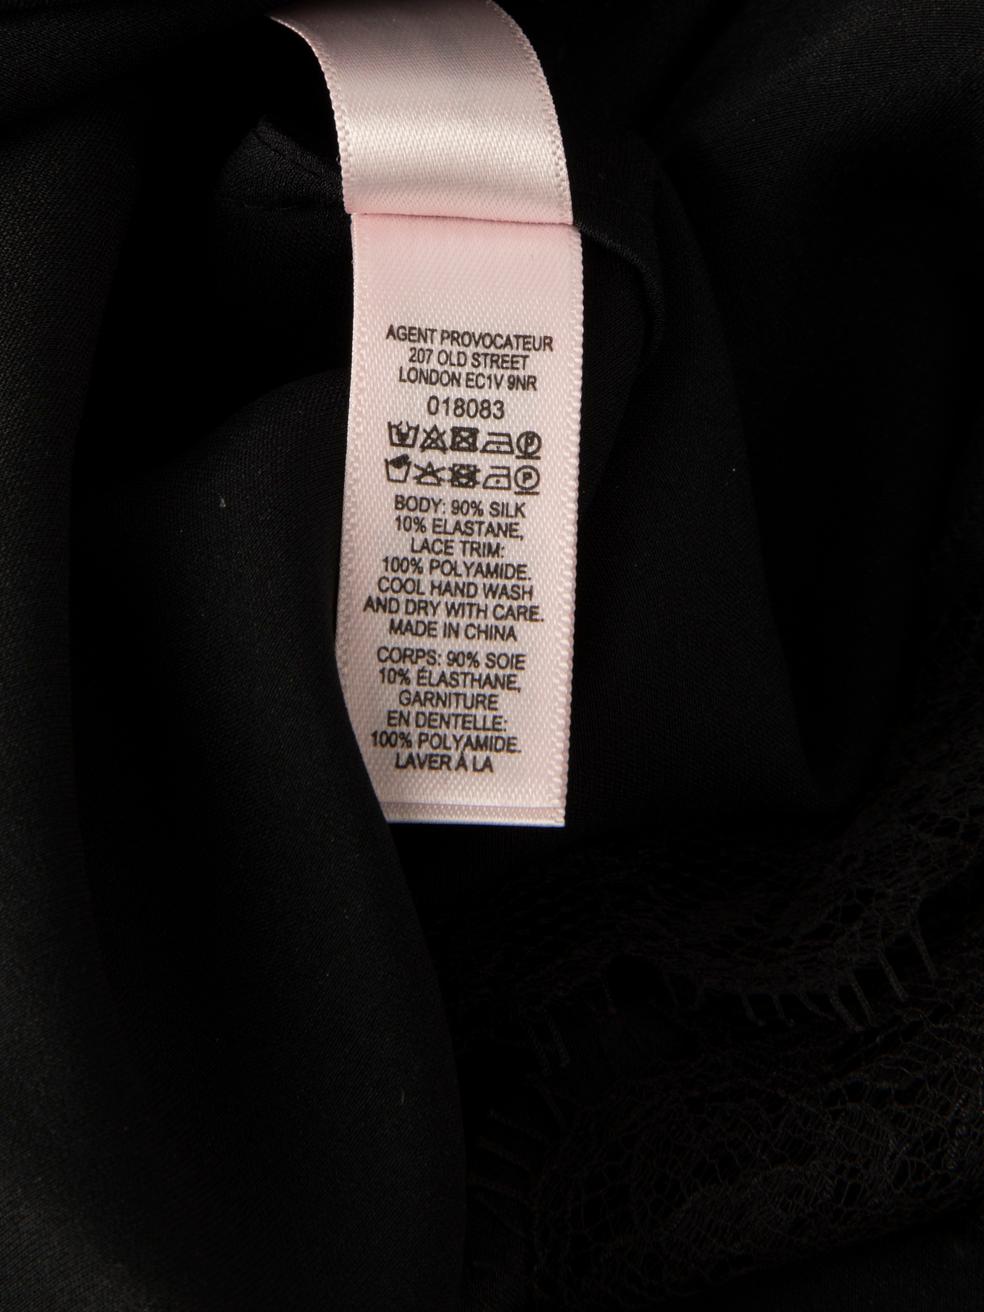 AGENT PROVOCATEUR
207 OLD STREET
LONDON EC1V 9NR
018083
BODY: 90% SILK
10% ELASTANE,
LACE TRIM:
100% POLYAMIDE.
COOL HAND WASH
AND DRY WITH CARE.
MADE IN CHINA
CORPS: 90% SOIE
10% ÉLASTHANE,
GARNITURE
EN DENTELLE:
100% POLYAMIDE.
LAVER À LA